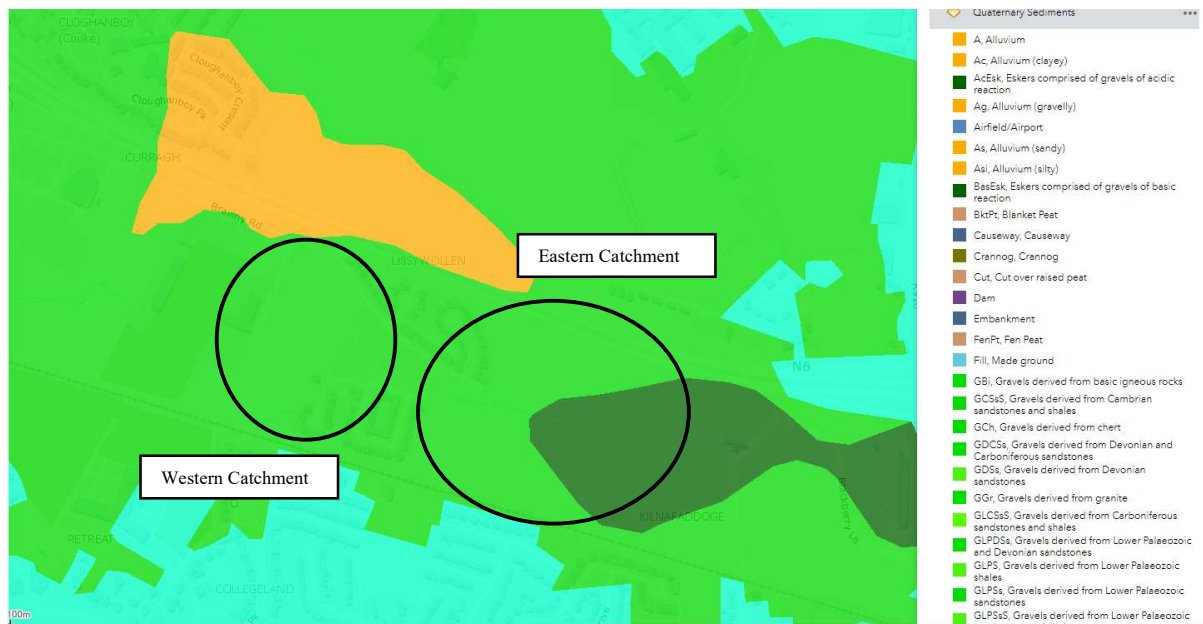 CLOGHANBOY
(Cooke)
Cloughanboy Crescent
Cloughanboy Pk
CURRAGH
Brawny Rd
LISSYWOLLEN
Eastern Catchment
N6
Western Catchment
KILNAFADDOGE
Blackberry Ln
RETREAT
COLLEGELAND
100m
Quaternary Sediments
A, Alluvium
Ac, Alluvium (clayey)
AcEsk, Eskers comprised of gravels of acidic
reaction
Ag, Alluvium (gravelly)
Airfield/Airport
As, Alluvium (sandy)
Asi, Alluvium (silty)
BasEsk, Eskers comprised of gravels of basic
reaction
BktPt, Blanket Peat
Causeway, Causeway
Crannog, Crannog
Cut, Cut over raised peat
Dam
Embankment
FenPt, Fen Peat
Fill, Made ground
GBi, Gravels derived from basic igneous rocks
GCSsS, Gravels derived from Cambrian
sandstones and shales
GCh, Gravels derived from chert
GDCSs, Gravels derived from Devonian and
Carboniferous sandstones
GDSs, Gravels derived from Devonian
sandstones
GGr, Gravels derived from granite
GLCSsS, Gravels derived from Carboniferous
sandstones and shales
GLPDSs, Gravels derived from Lower Palaeozoic
and Devonian sandstones
GLPS, Gravels derived from Lower Palaeozoic
shales
GLPSs, Gravels derived from Lower Palaeozoic
sandstones
GLPSsS, Gravels derived from Lower Palaeozoic